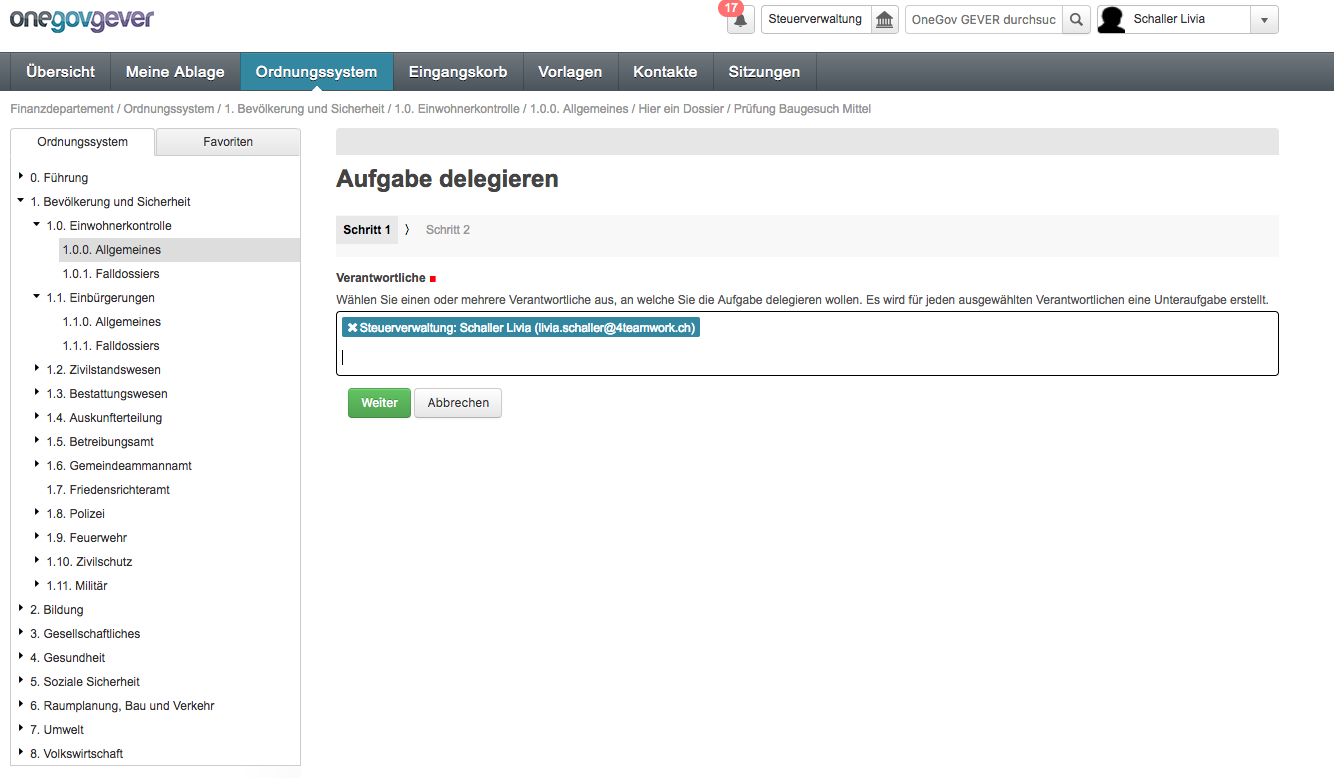 onegovgever
17
Steuerverwaltung
OneGov GEVER durchsuc
Schaller Livia
Übersicht
Meine Ablage
Ordnungssystem
Eingangskorb
Vorlagen
Kontakte
Sitzungen
Finanzdepartement / Ordnungssystem / 1. Bevölkerung und Sicherheit / 1.0. Einwohnerkontrolle / 1.0.0. Allgemeines / Hier ein Dossier / Prüfung Baugesuch Mittel
Ordnungssystem
Favoriten
0. Führung
1. Bevölkerung und Sicherheit
1.0. Einwohnerkontrolle
1.0.0. Allgemeines
1.0.1. Falldossiers
1.1. Einbürgerungen
1.1.0. Allgemeines
1.1.1. Falldossiers
1.2. Zivilstandswesen
1.3. Bestattungswesen
1.4. Auskunfterteilung
1.5. Betreibungsamt
1.6. Gemeindeammannamt
1.7. Friedensrichteramt
1.8. Polizei
1.9. Feuerwehr
1.10. Zivilschutz
1.11. Militär
2. Bildung
3. Gesellschaftliches
4. Gesundheit
5. Soziale Sicherheit
6. Raumplanung, Bau und Verkehr
7. Umwelt
8. Volkswirtschaft
Aufgabe delegieren
Schritt 1
Schritt 2
Verantwortliche
Wählen Sie einen oder mehrere Verantwortliche aus, an welche Sie die Aufgabe delegieren wollen. Es wird für jeden ausgewählten Verantwortlichen eine Unteraufgabe erstellt.
Steuerverwaltung: Schaller Livia (livia.schaller@4teamwork.ch)
Weiter
Abbrechen